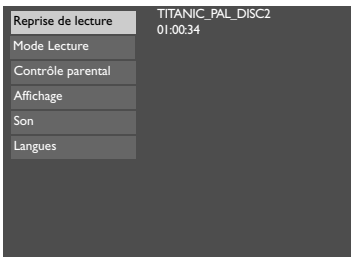 Reprise de lecture
TITANIC_PAL_DISC2
01:00:34
Mode Lecture
Contrôle parental
Affichage
Son
Langues